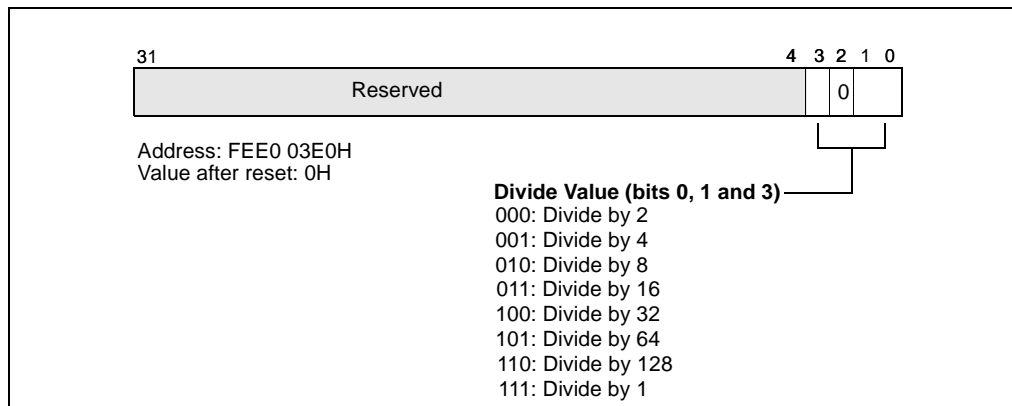 31 4 3 2 1 0
Reserved 0
Address: FEE0 03E0H
Value after reset: 0H
Divide Value (bits 0, 1 and 3)
000: Divide by 2
001: Divide by 4
010: Divide by 8
011: Divide by 16
100: Divide by 32
101: Divide by 64
110: Divide by 128
111: Divide by 1